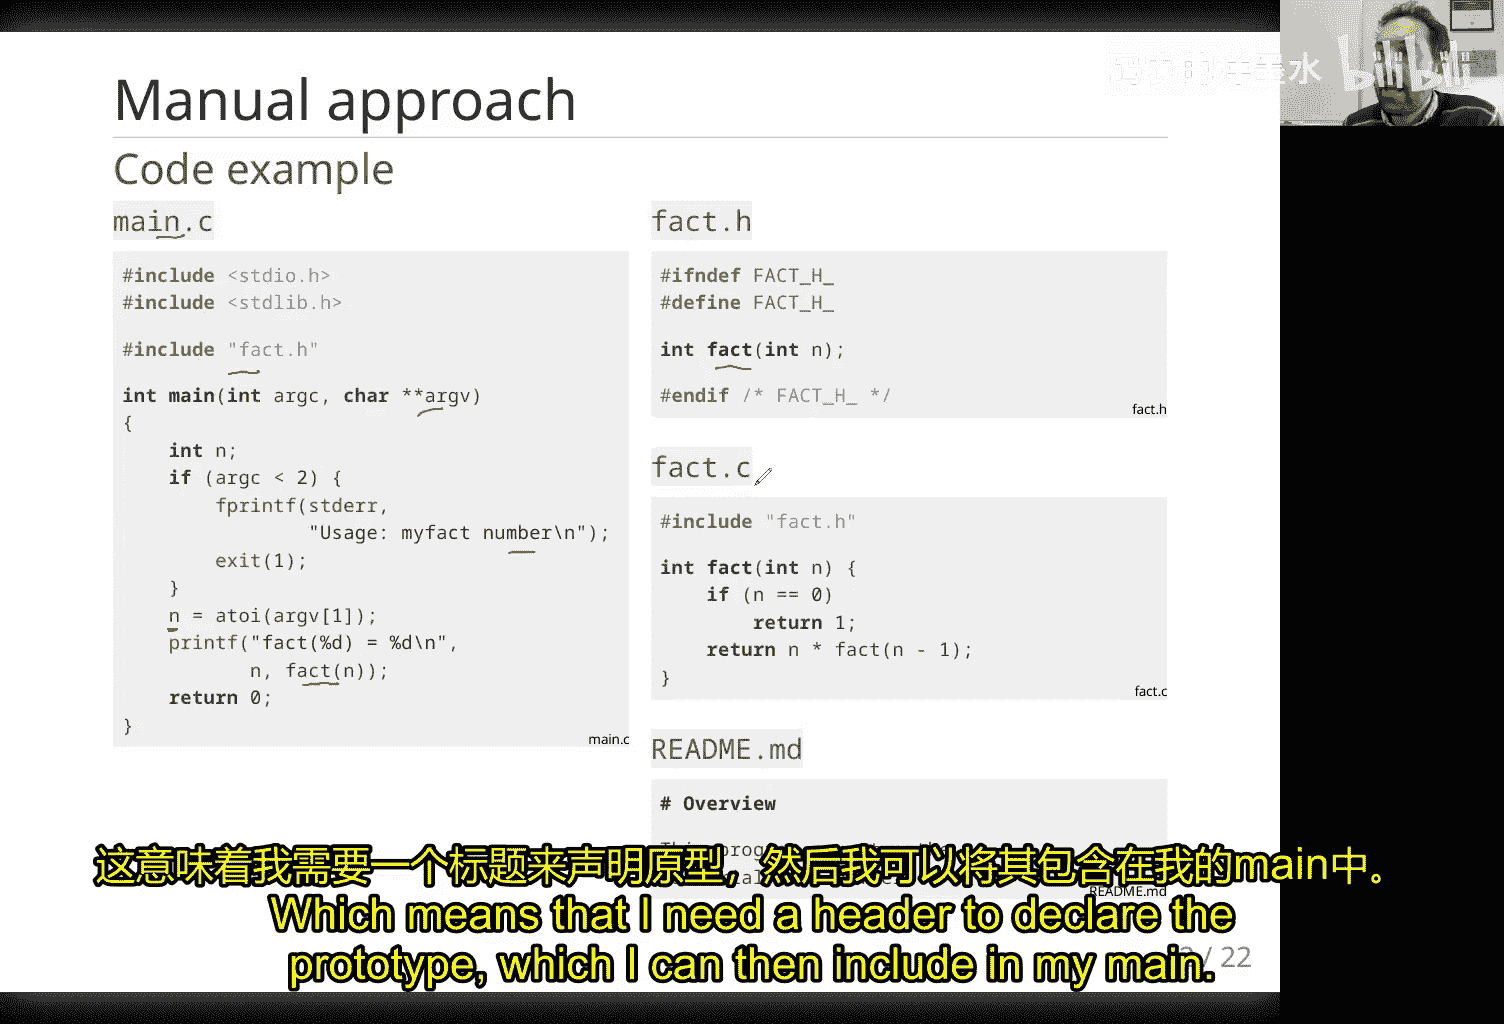 Manual approach
Code example
main.c
#include <stdio.h>
#include <stdlib.h>
#include "fact.h"
int main(int argc, char **argv)
{
    int n;
    if (argc < 2) {
        fprintf(stderr,
                "Usage: myfact number\n");
        exit(1);
    }
    n = atoi(argv[1]);
    printf("fact(%d) = %d\n",
           n, fact(n));
    return 0;
}
main.c
fact.h
#ifndef FACT_H_
#define FACT_H_
int fact(int n);
#endif /* FACT_H_ */
fact.h
fact.c
#include "fact.h"
int fact(int n) {
    if (n == 0)
        return 1;
    return n * fact(n - 1);
}
fact.c
README.md
# Overview
README.md
/ 22
这意味着我需要一个标题来声明原型，然后我可以将其包含在我的main中。
Which means that I need a header to declare the
prototype, which I can then include in my main.
bilibili